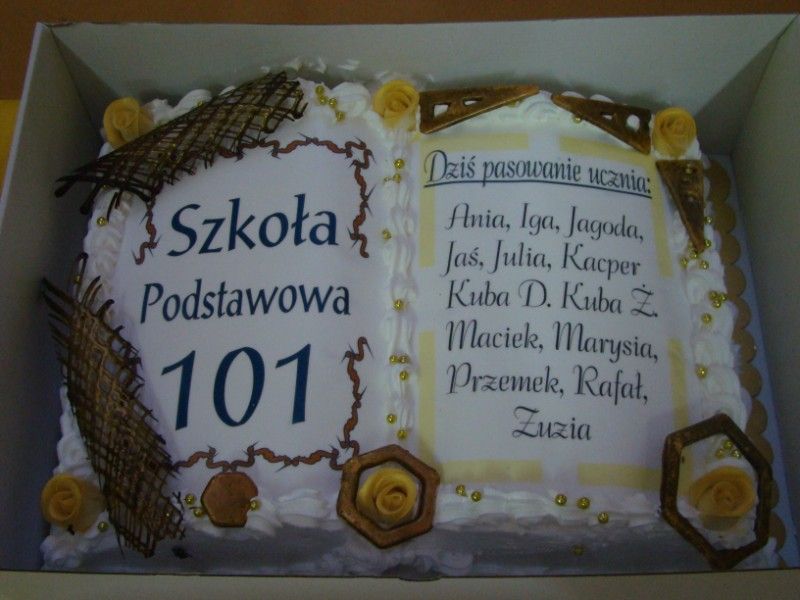 Szkoła
Podstawowa
101
Dziś pasowanie ucznia:
Ania, Iga, Jagoda,
Jaś, Julia, Kacper
Kuba D. Kuba Ż.
Maciek, Marysia,
Przemek, Rafał,
Zuzia